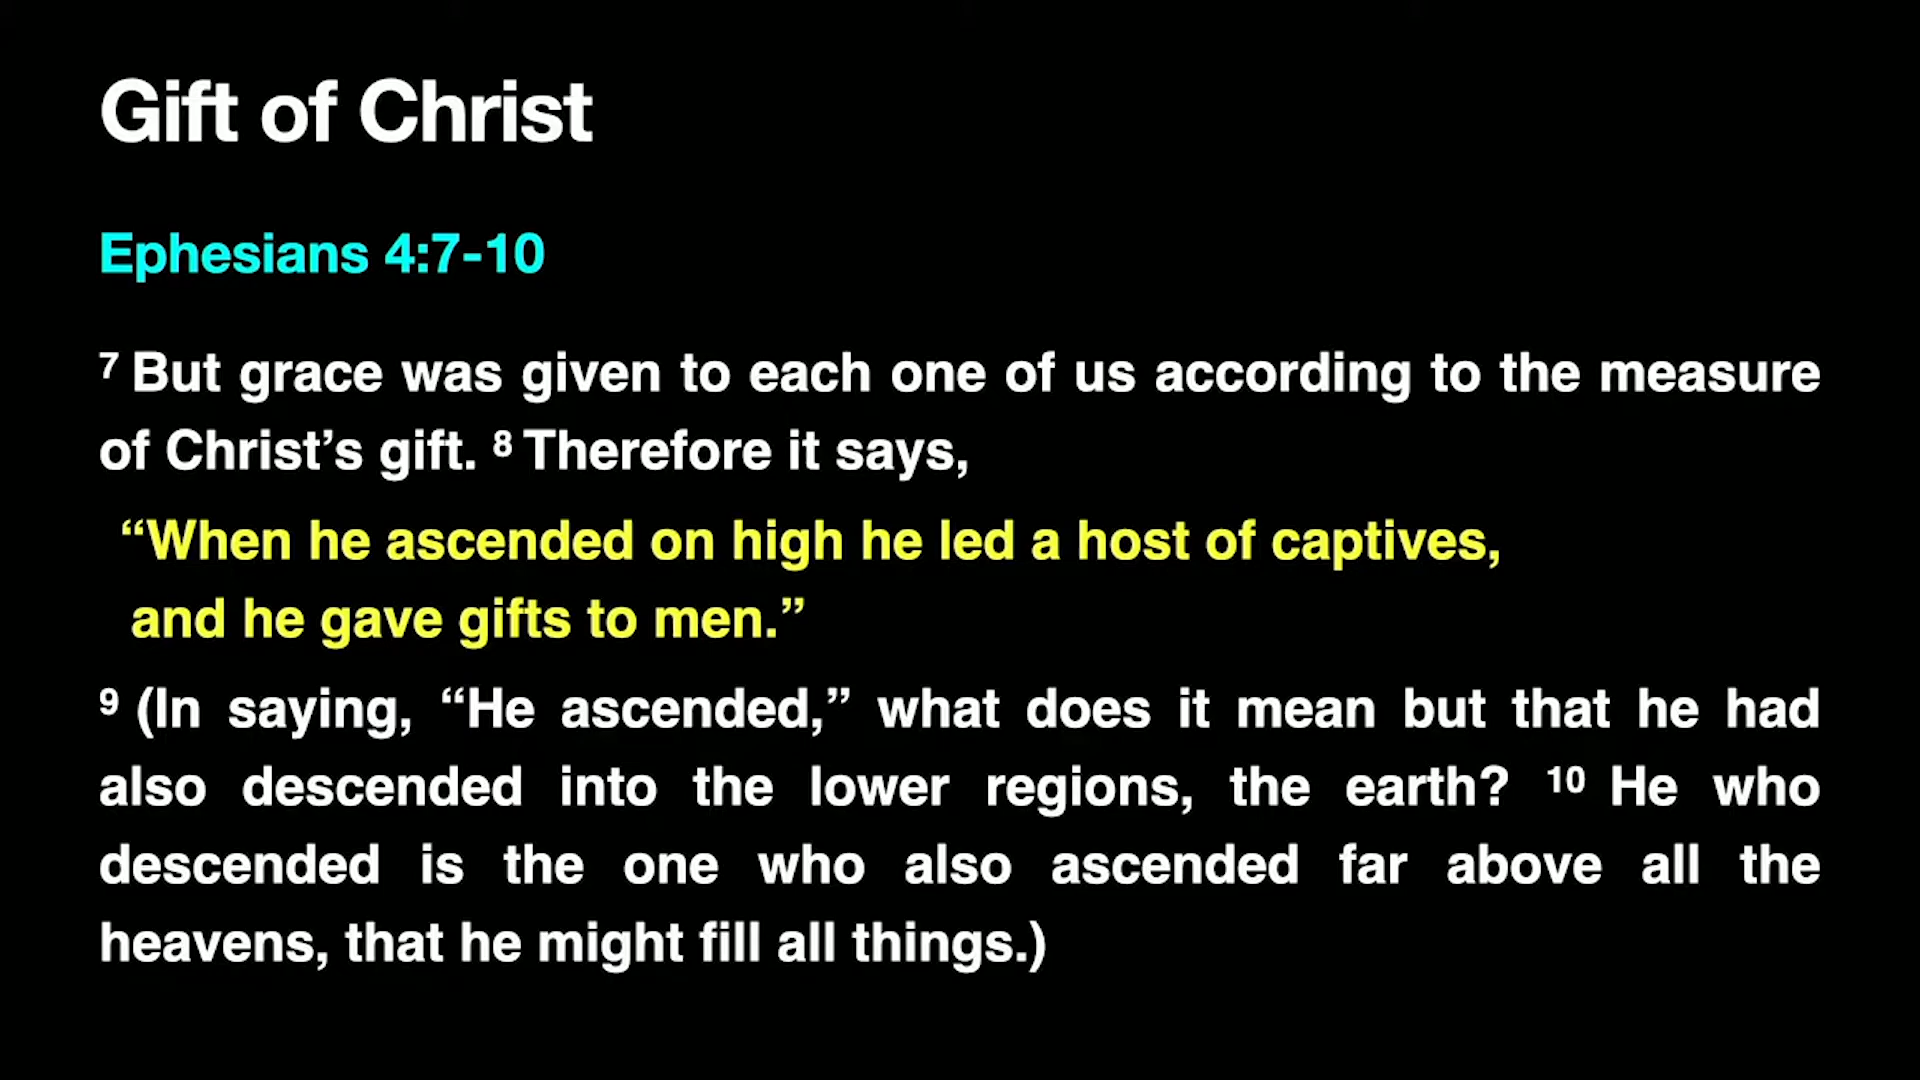 Gift of Christ
Ephesians 4:7-10
⁷ But grace was given to each one of us according to the measure
of Christ’s gift. ⁸ Therefore it says,
“When he ascended on high he led a host of captives,
and he gave gifts to men.”
⁹ (In saying, “He ascended,” what does it mean but that he had
also descended into the lower regions, the earth? ¹⁰ He who
descended is the one who also ascended far above all the
heavens, that he might fill all things.)